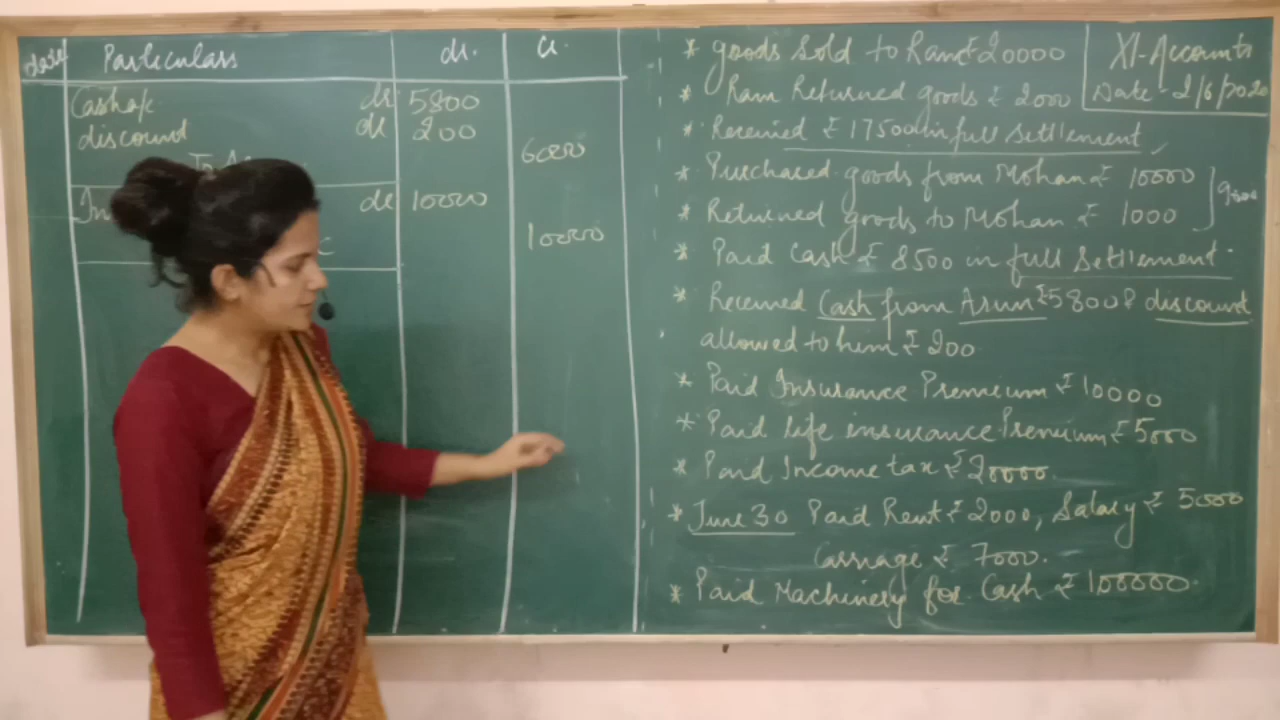 date Particulars dr. Cr.
Cash a/c dr 5800
discount dr 200
To A 6000
In dr 10000
c 10000
XI-Accounts
Date - 2/6/2020
* goods Sold to Ram ₹ 20000
* Ram Returned goods ₹ 2000
* Received ₹ 17500 in full Settlement
* Purchased goods from Mohan ₹ 10000
* Returned goods to Mohan ₹ 1000
9000
* Paid Cash ₹ 8500 in full Settlement.
* Received Cash from Arun ₹ 5800 & discount
allowed to him ₹ 200
* Paid Insurance Premium ₹ 10000
* Paid life insurance Premium ₹ 5000
* Paid Income tax ₹ 20000.
* June 30 Paid Rent ₹ 2000, Salary ₹ 5000
Carriage ₹ 7000.
* Paid Machinery for Cash ₹ 100000.